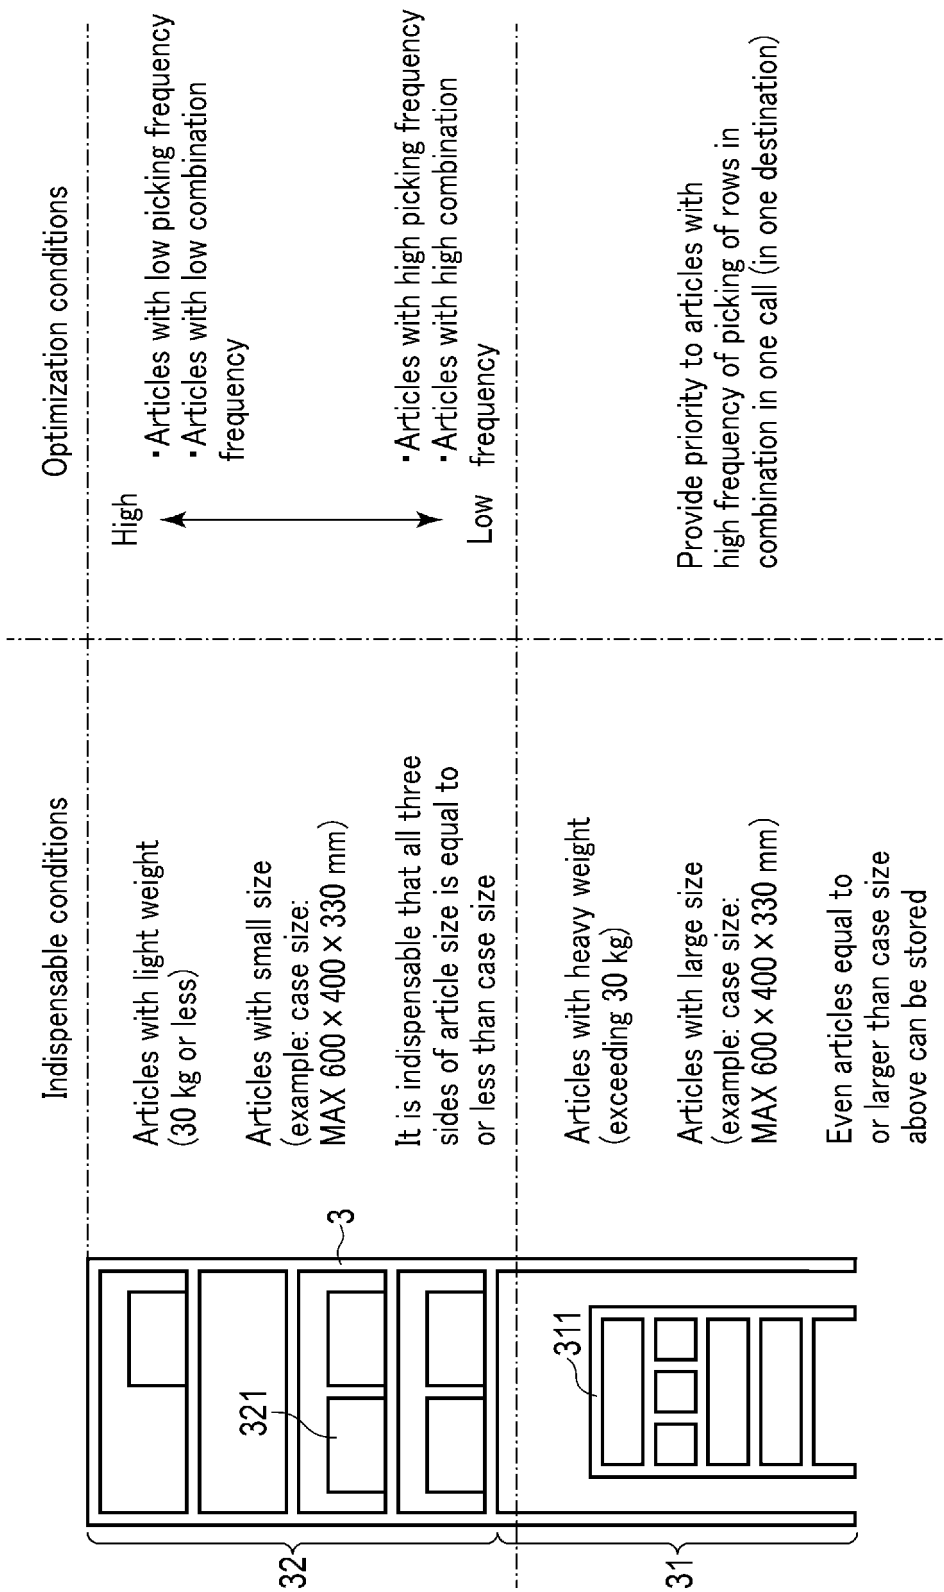 Indispensable conditions
Optimization conditions
Articles with light weight
(30 kg or less)
Articles with small size
(example: case size:
MAX 600 × 400 × 330 mm)
It is indispensable that all three
sides of article size is equal to
or less than case size
High
・Articles with low picking frequency
・Articles with low combination
frequency
・Articles with high picking frequency
・Articles with high combination
Low
frequency
Articles with heavy weight
(exceeding 30 kg)
Articles with large size
(example: case size:
MAX 600 × 400 × 330 mm)
Even articles equal to
or larger than case size
above can be stored
Provide priority to articles with
high frequency of picking of rows in
combination in one call (in one destination)
32
321
3
31
311